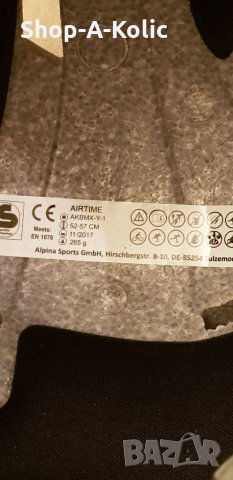 Shop-A-Kolic
AIRTIME
AKBMX-Y-1
Meets:
EN 1078
52-57 CM
11/2017
265 g
Alpina Sports GmbH, Hirschbergstr. 8-10, DE-85254 Sulzemoo
BAZAR